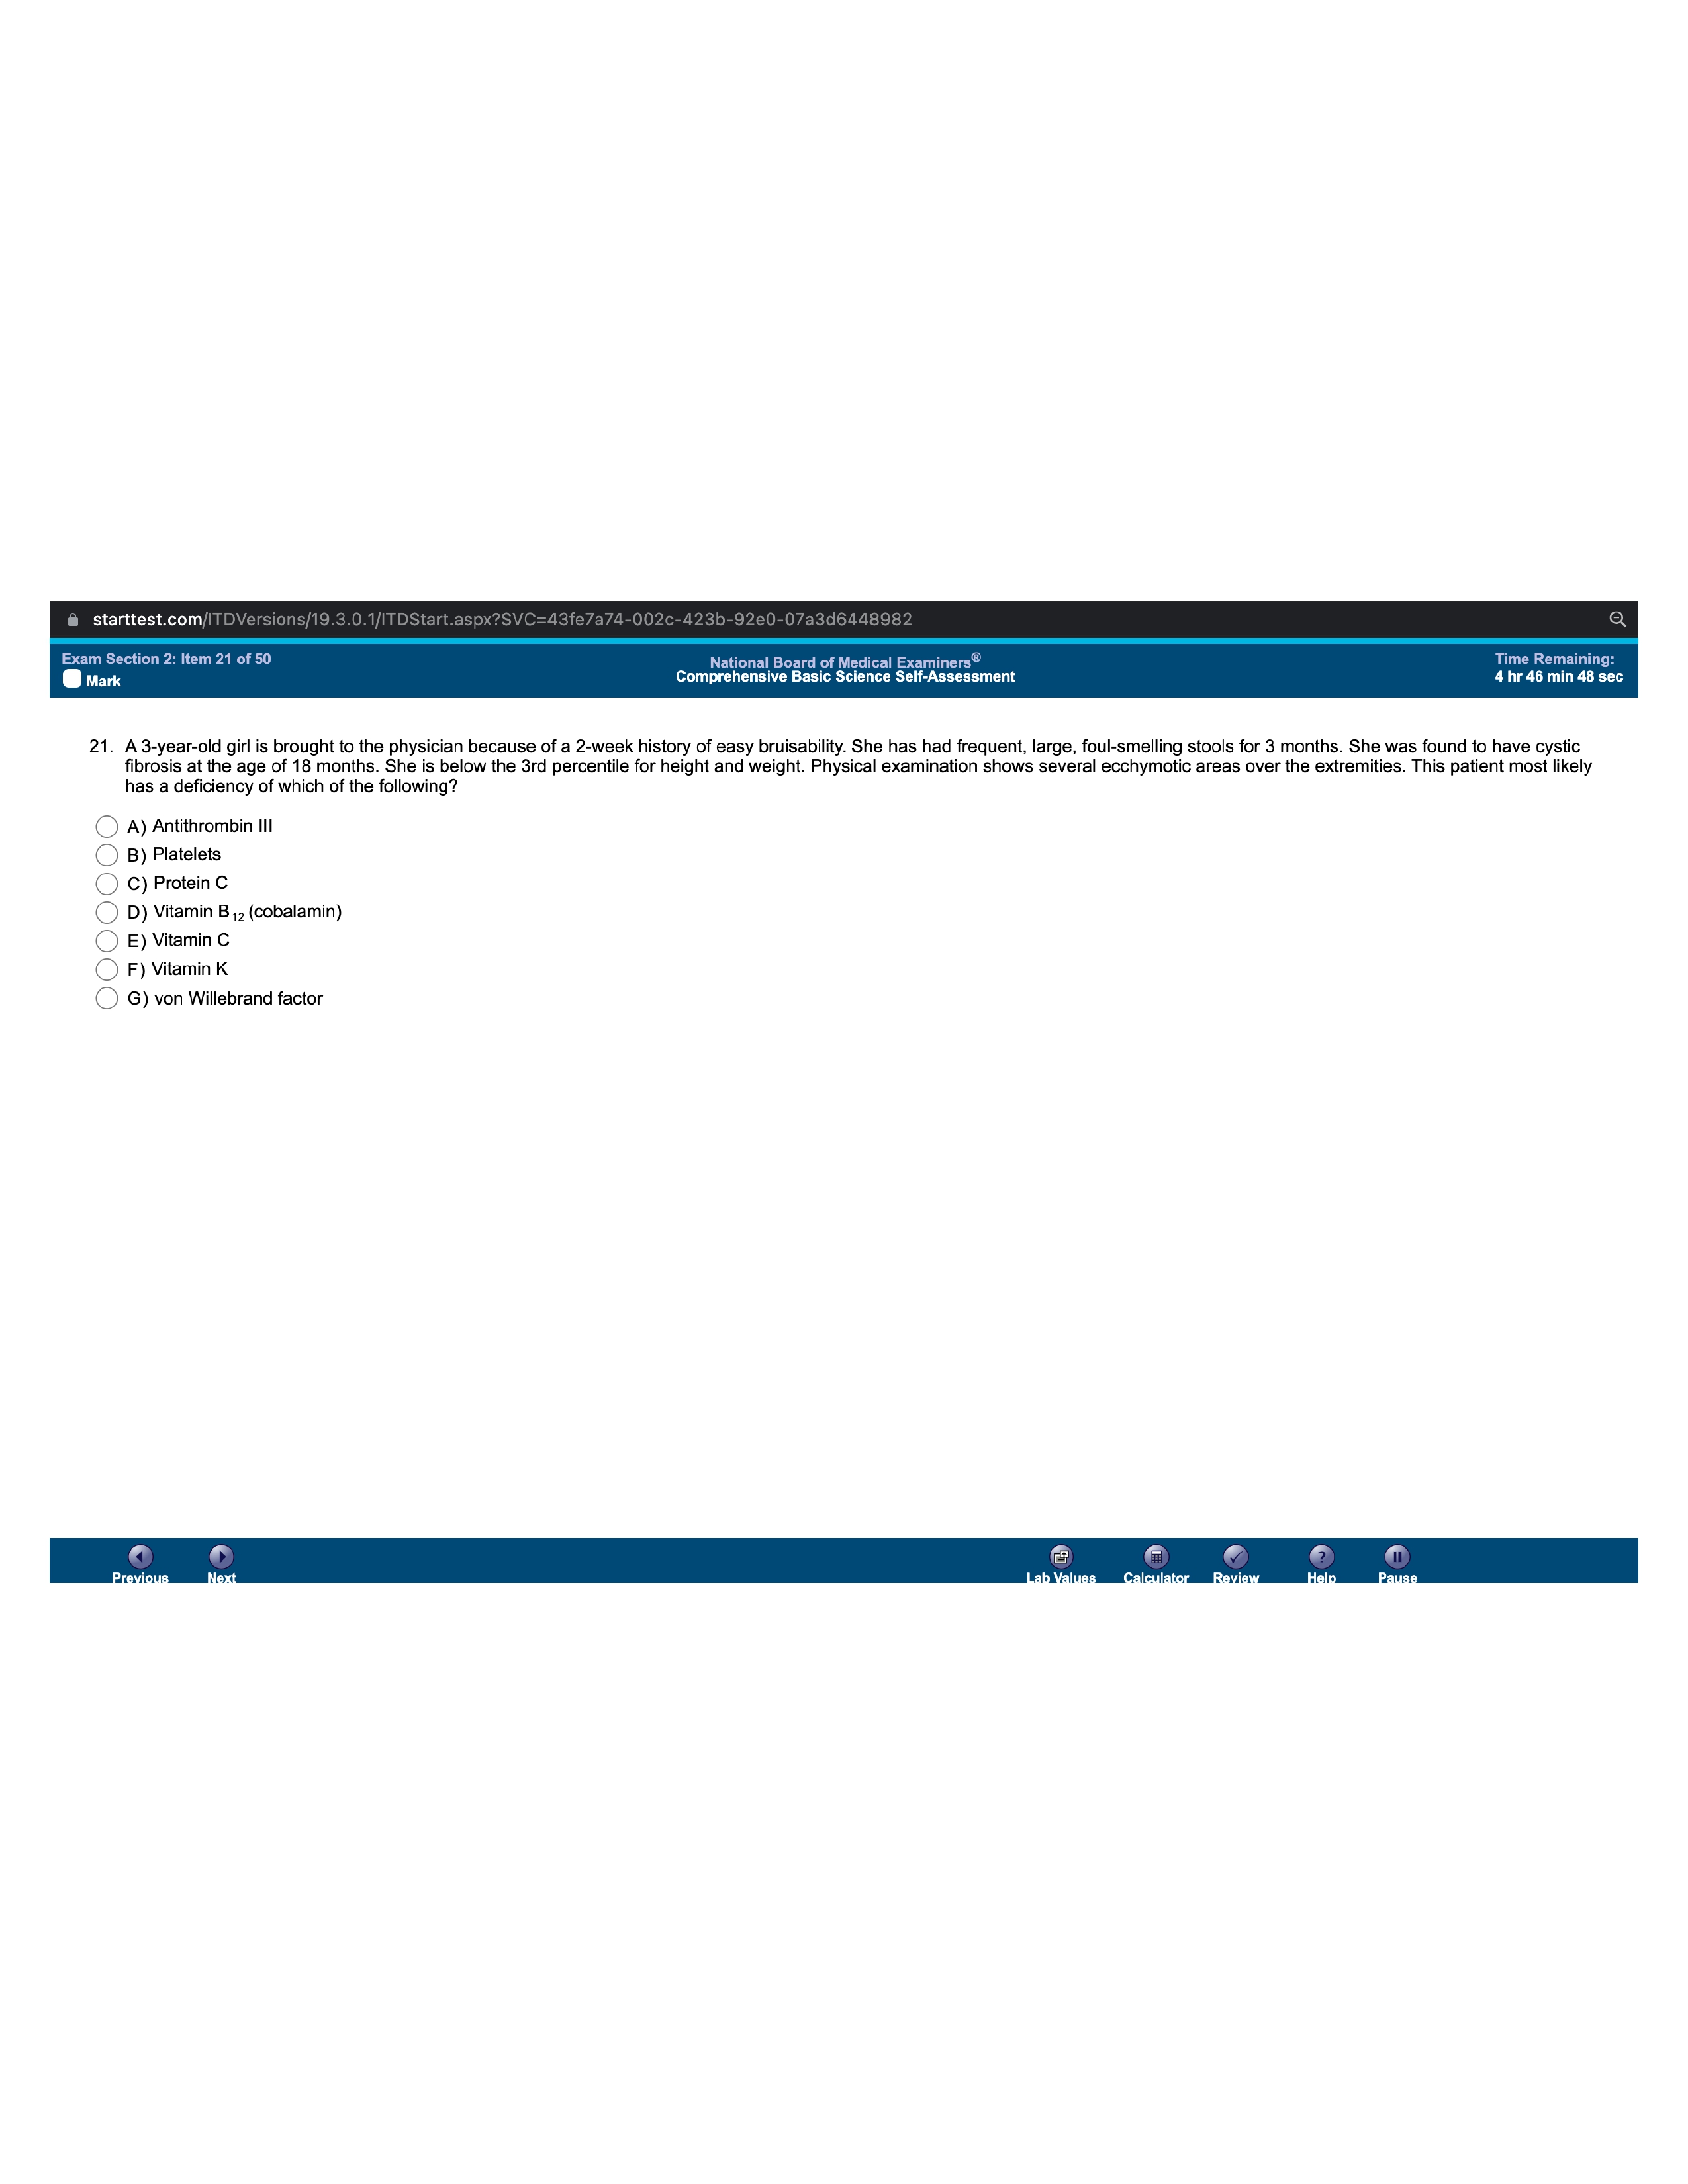 starttest.com/ITDVersions/19.3.0.1/ITDStart.aspx?SVC=43fe7a74-002c-423b-92e0-07a3d6448982
Exam Section 2: Item 21 of 50
National Board of Medical Examiners®
Time Remaining:
Mark
Comprehensive Basic Science Self-Assessment
4 hr 46 min 48 sec
21. A 3-year-old girl is brought to the physician because of a 2-week history of easy bruisability. She has had frequent, large, foul-smelling stools for 3 months. She was found to have cystic
fibrosis at the age of 18 months. She is below the 3rd percentile for height and weight. Physical examination shows several ecchymotic areas over the extremities. This patient most likely
has a deficiency of which of the following?
A) Antithrombin III
B) Platelets
C) Protein C
D) Vitamin B12 (cobalamin)
E) Vitamin C
F) Vitamin K
G) von Willebrand factor
Previous Next Lab Values Calculator Review Help Pause